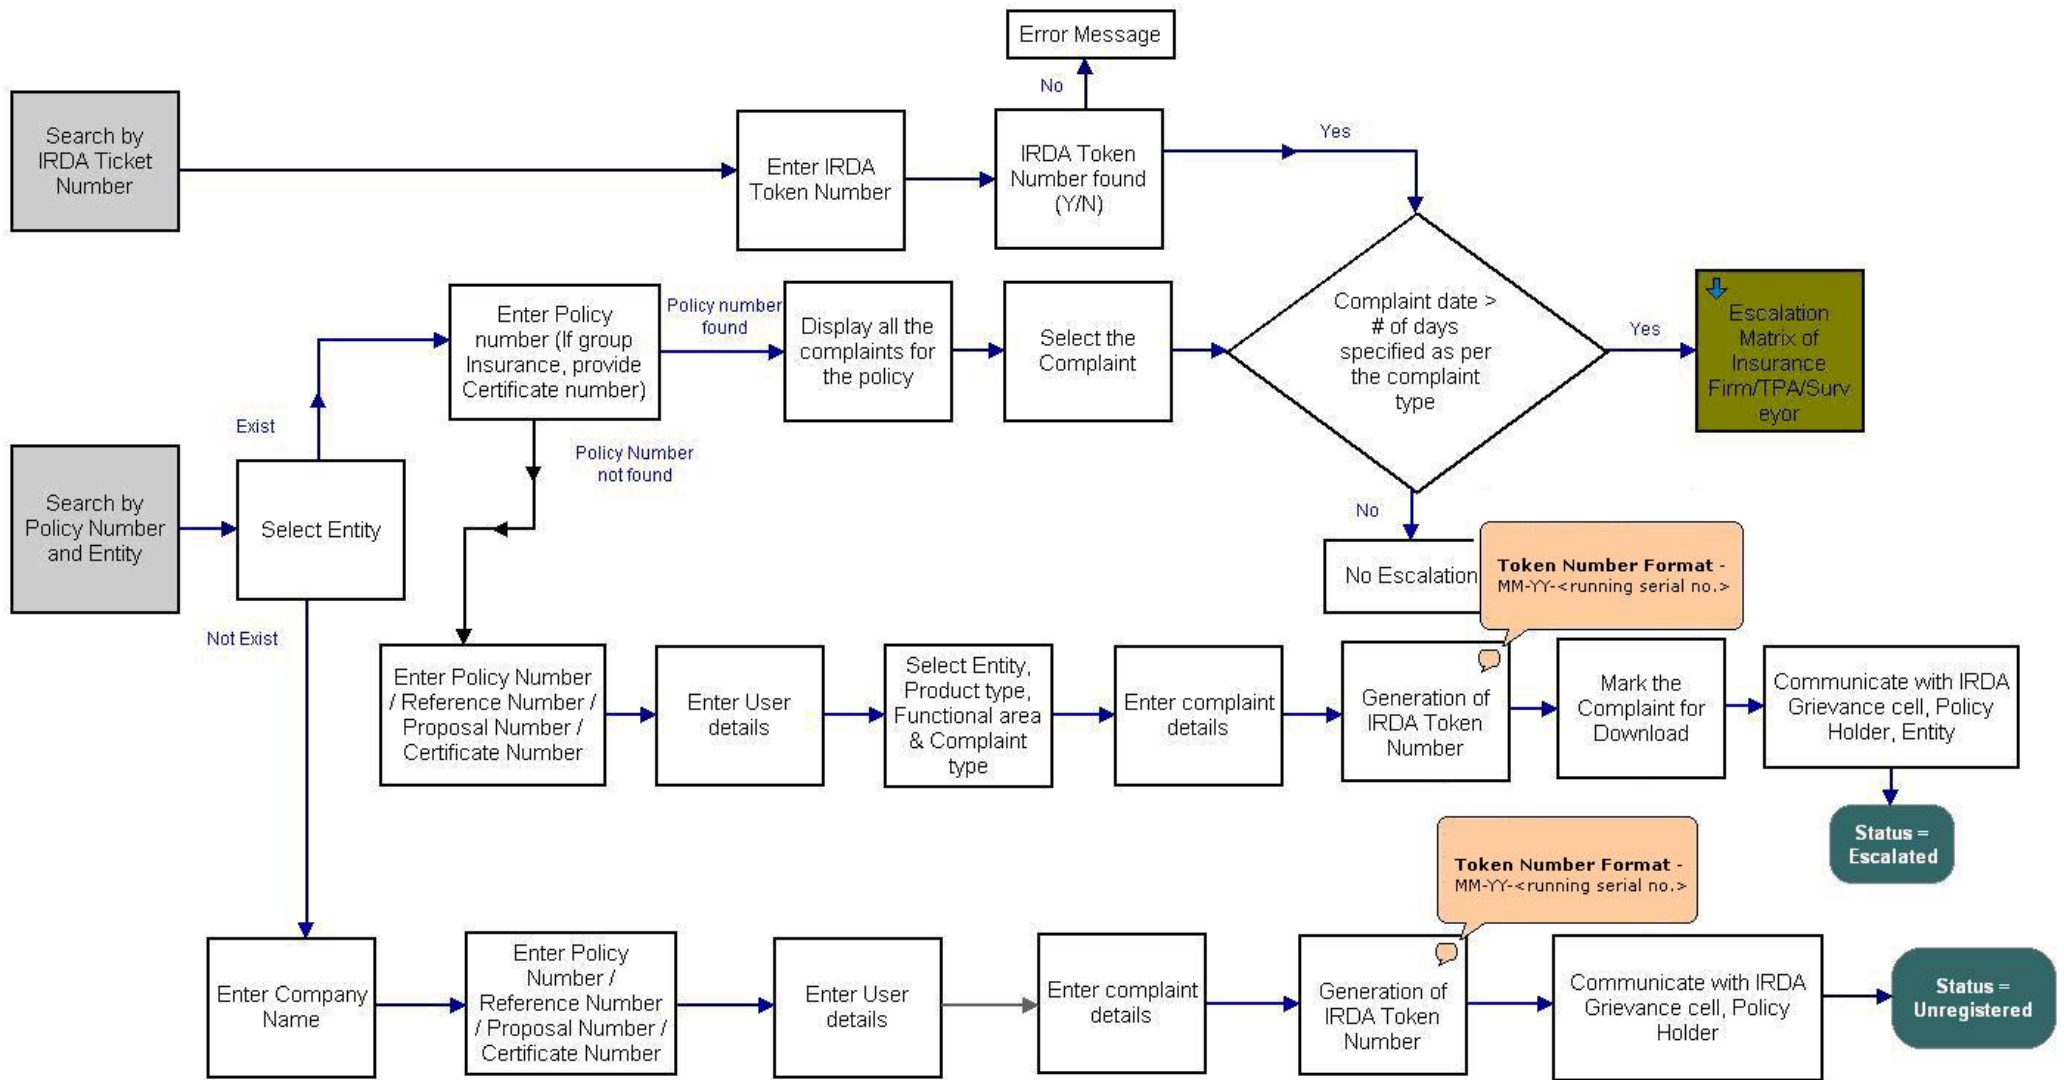 Error Message
No
Search by
IRDA Ticket
Number
Enter IRDA
Token Number
IRDA Token
Number found
(Y/N)
Yes
Enter Policy
number (If group
Insurance, provide
Certificate number)
Policy number
found
Display all the
complaints for
the policy
Select the
Complaint
Complaint date >
# of days
specified as per
the complaint
type
Yes
Escalation
Matrix of
Insurance
Firm/TPA/Surv
eyor
Exist
Policy Number
not found
Search by
Policy Number
and Entity
Select Entity
No
No Escalation
Token Number Format -
MM-YY-<running serial no.>
Not Exist
Enter Policy Number
/ Reference Number /
Proposal Number /
Certificate Number
Enter User
details
Select Entity,
Product type,
Functional area
& Complaint
type
Enter complaint
details
Generation of
IRDA Token
Number
Mark the
Complaint for
Download
Communicate with IRDA
Grievance cell, Policy
Holder, Entity
Status =
Escalated
Token Number Format -
MM-YY-<running serial no.>
Enter Company
Name
Enter Policy
Number /
Reference Number
/ Proposal Number /
Certificate Number
Enter User
details
Enter complaint
details
Generation of
IRDA Token
Number
Communicate with IRDA
Grievance cell, Policy
Holder
Status =
Unregistered